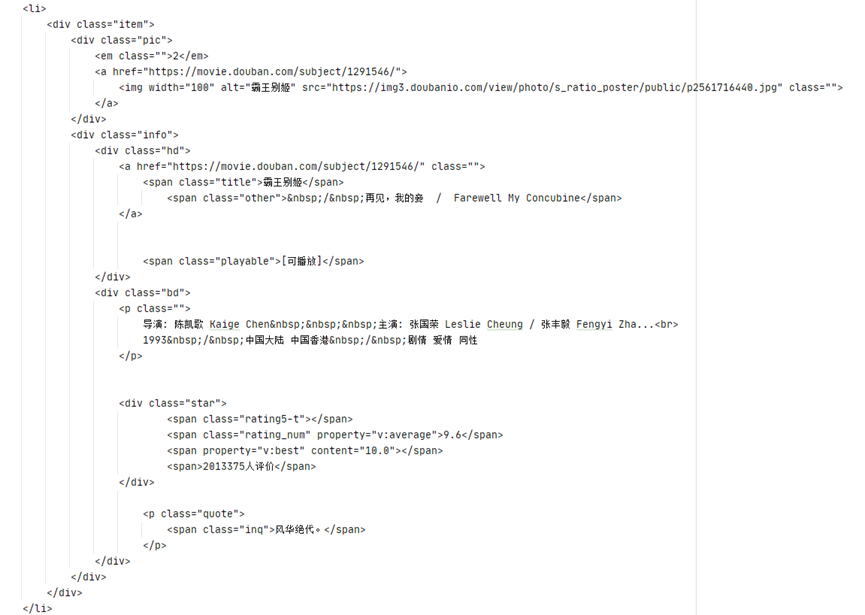 <li>
<div class="item">
<div class="pic">
<em class="">2</em>
<a href="https://movie.douban.com/subject/1291546/">
<img width="100" alt="霸王别姬" src="https://img3.doubanio.com/view/photo/s_ratio_poster/public/p2561716440.jpg" class="">
</a>
</div>
<div class="info">
<div class="hd">
<a href="https://movie.douban.com/subject/1291546/" class="">
<span class="title">霸王别姬</span>
<span class="other">&nbsp;/&nbsp;再见，我的妾  /  Farewell My Concubine</span>
</a>
<span class="playable">[可播放]</span>
</div>
<div class="bd">
<p class="">
导演: 陈凯歌 Kaige Chen&nbsp;&nbsp;&nbsp;主演: 张国荣 Leslie Cheung / 张丰毅 Fengyi Zha...<br>
1993&nbsp;/&nbsp;中国大陆 中国香港&nbsp;/&nbsp;剧情 爱情 同性
</p>
<div class="star">
<span class="rating5-t"></span>
<span class="rating_num" property="v:average">9.6</span>
<span property="v:best" content="10.0"></span>
<span>2013375人评价</span>
</div>
<p class="quote">
<span class="inq">风华绝代。</span>
</p>
</div>
</div>
</div>
</li>